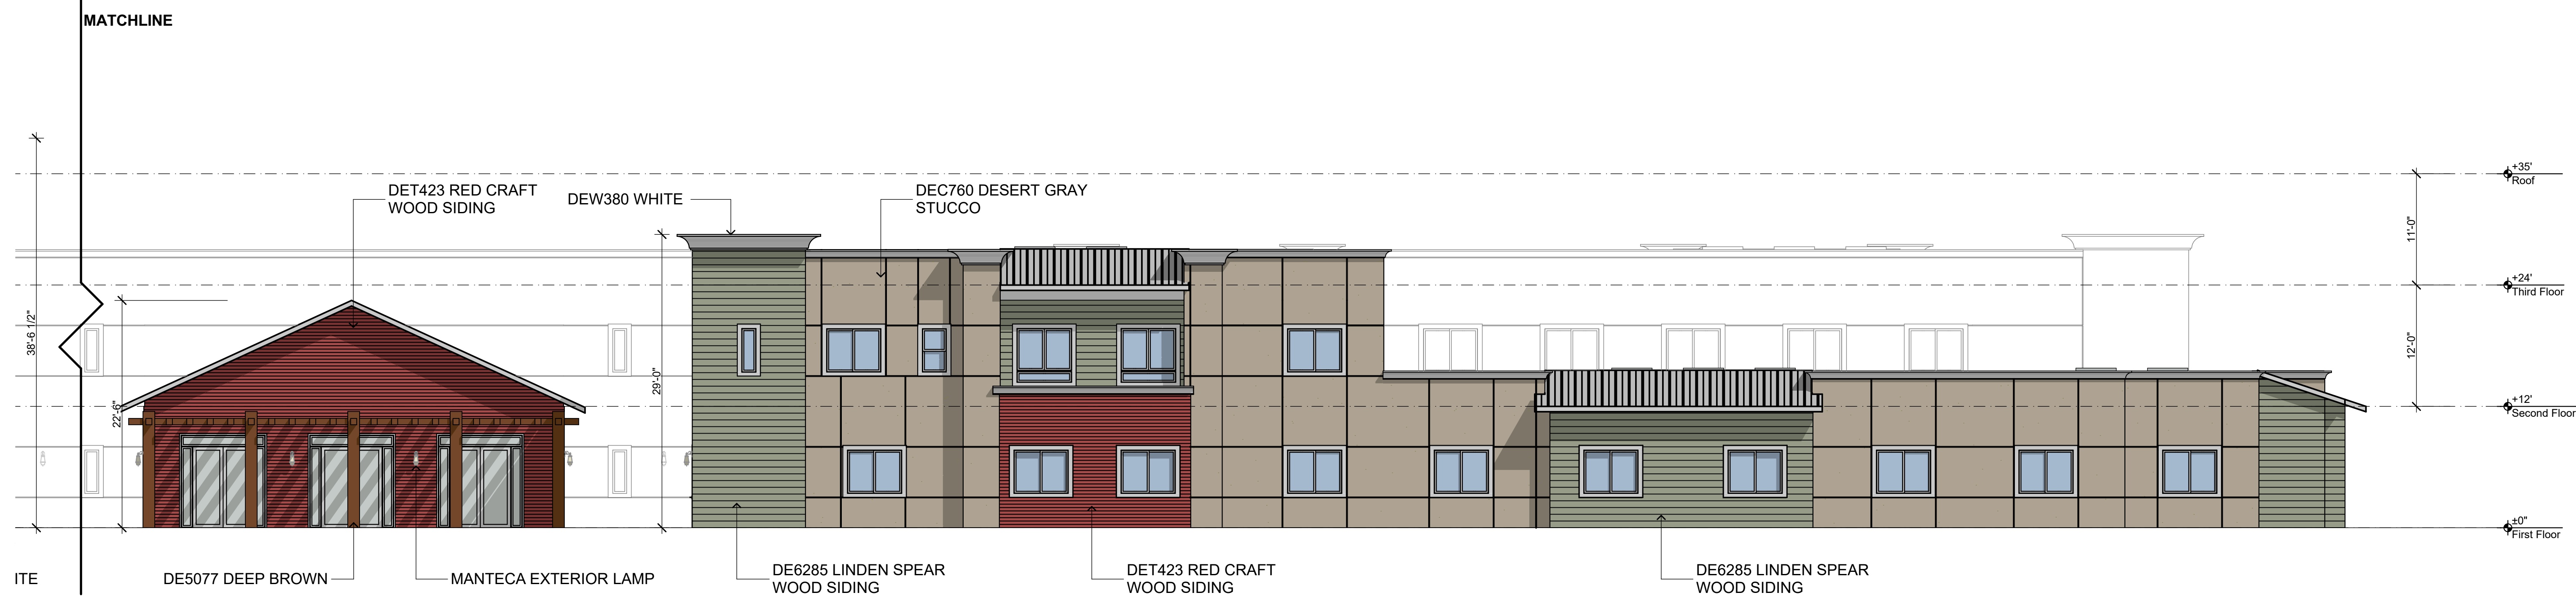 MATCHLINE
+35'
Roof
DET423 RED CRAFT
WOOD SIDING
DEW380 WHITE
DEC760 DESERT GRAY
STUCCO
11'-0"
+24'
Third Floor
38'-6 1/2"
22'-6"
29'-0"
12'-0"
+12'
Second Floor
±0"
First Floor
ITE
DE5077 DEEP BROWN
MANTECA EXTERIOR LAMP
DE6285 LINDEN SPEAR
WOOD SIDING
DET423 RED CRAFT
WOOD SIDING
DE6285 LINDEN SPEAR
WOOD SIDING